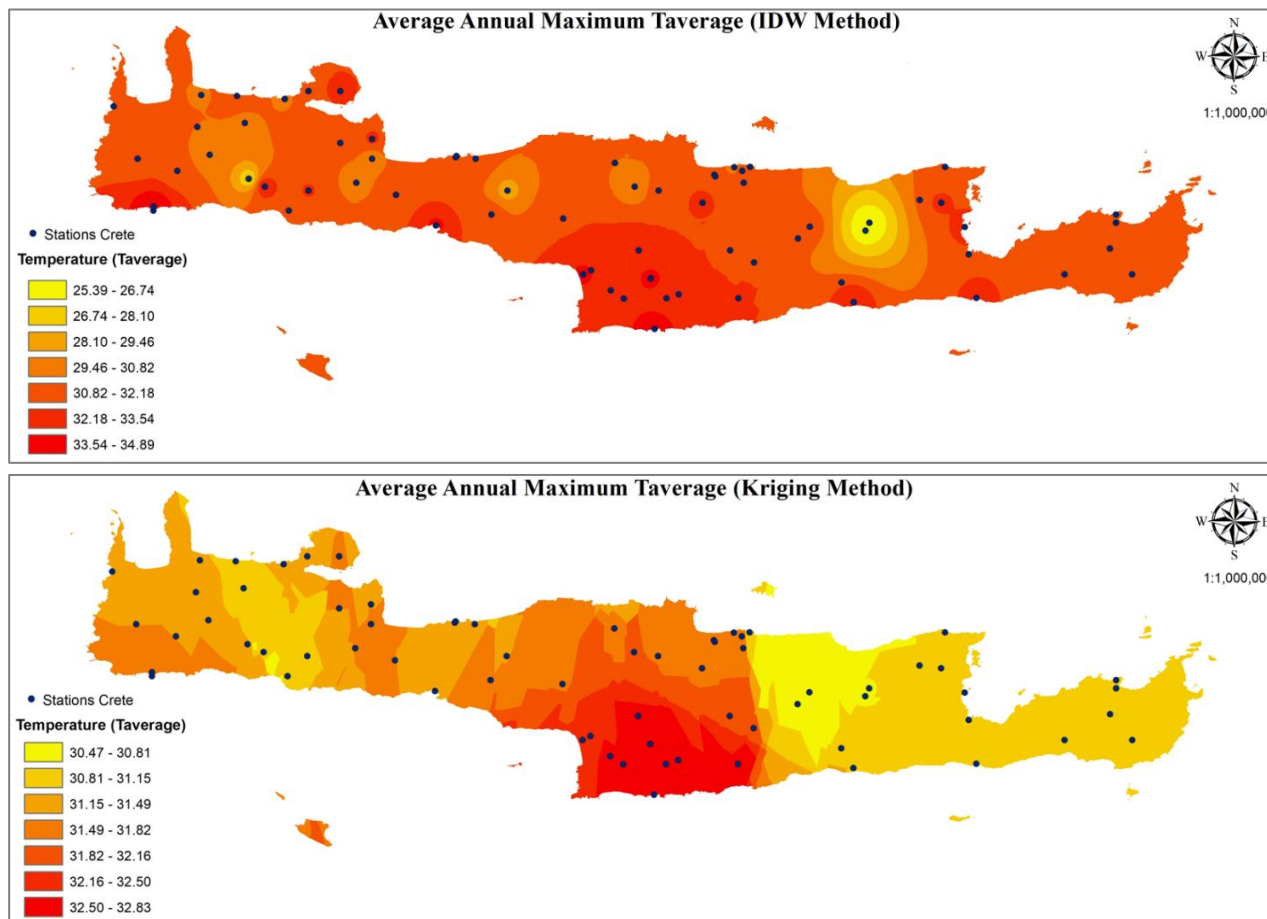 Average Annual Maximum Taverage (IDW Method)
N
W E
S
1:1,000,000
Stations Crete
Temperature (Taverage)
25.39 - 26.74
26.74 - 28.10
28.10 - 29.46
29.46 - 30.82
30.82 - 32.18
32.18 - 33.54
33.54 - 34.89
Average Annual Maximum Taverage (Kriging Method)
N
W E
S
1:1,000,000
Stations Crete
Temperature (Taverage)
30.47 - 30.81
30.81 - 31.15
31.15 - 31.49
31.49 - 31.82
31.82 - 32.16
32.16 - 32.50
32.50 - 32.83